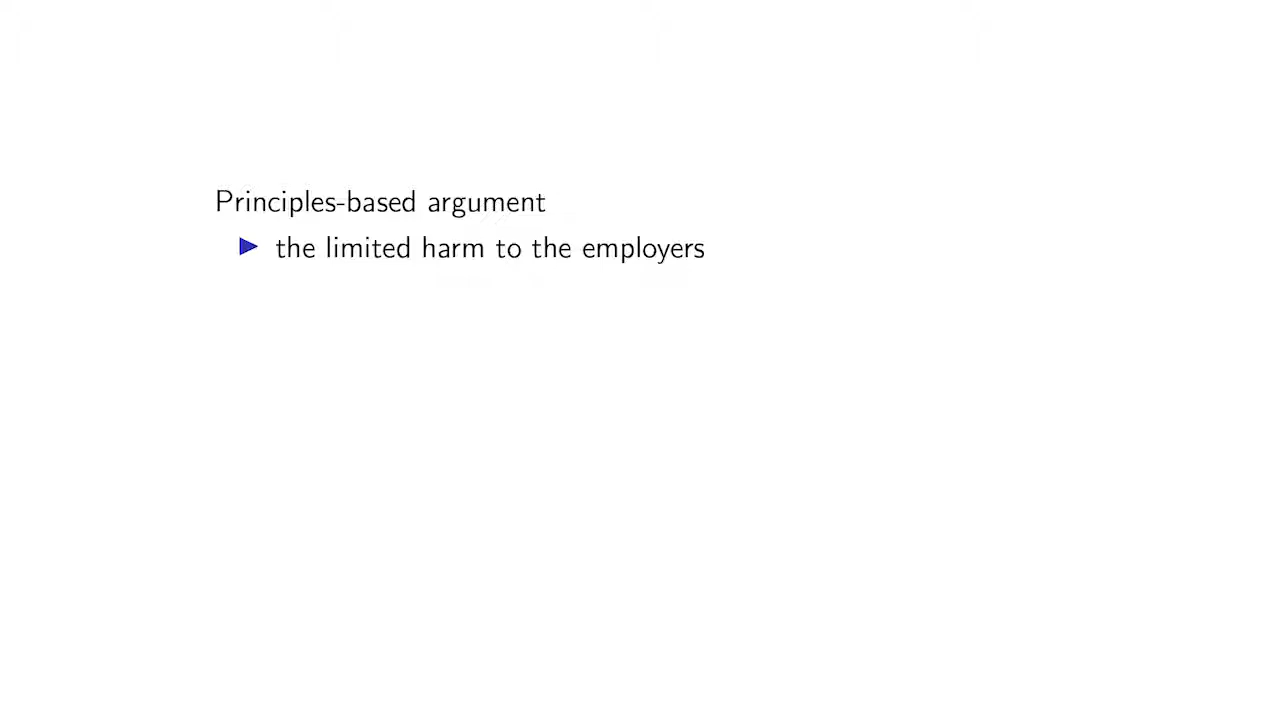 Principles-based argument
▶ the limited harm to the employers